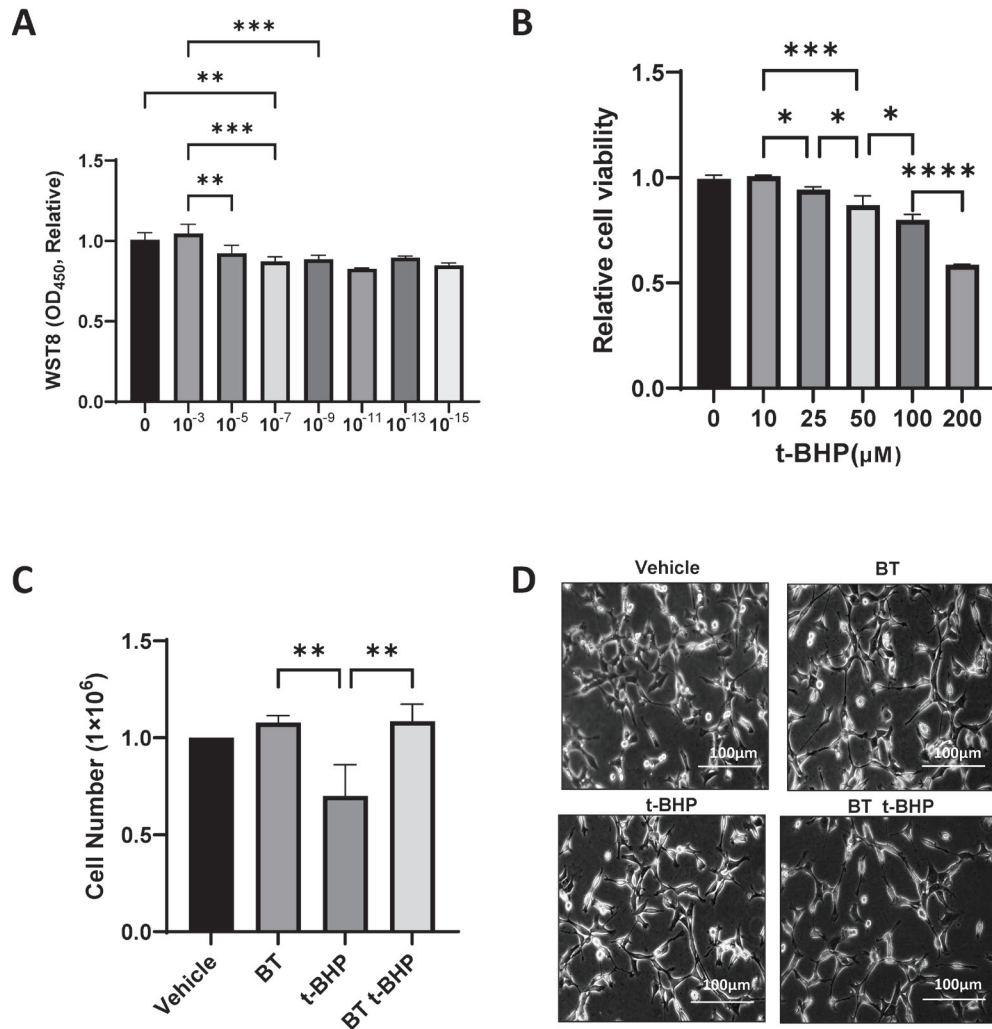 A
***
**
***
**
WST8 (OD450, Relative)
1.5
1.0
0.5
0.0
0 10-3 10-5 10-7 10-9 10-11 10-13 10-15
B
***
* * *
****
Relative cell viability
1.5
1.0
0.5
0.0
0 10 25 50 100 200
t-BHP(μM)
C
** **
Cell Number (1×10⁶)
1.5
1.0
0.5
0.0
Vehicle BT t-BHP BT t-BHP
D
Vehicle BT
100μm 100μm
t-BHP BT t-BHP
100μm 100μm